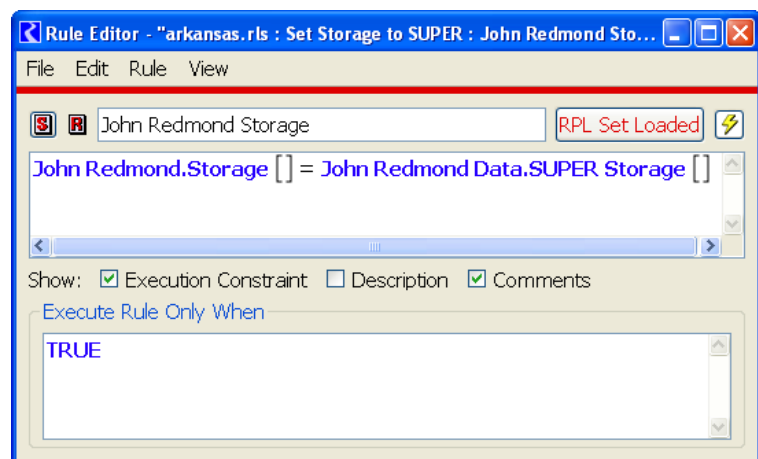 Rule Editor - "arkansas.rls : Set Storage to SUPER : John Redmond Sto...
File Edit Rule View
S R John Redmond Storage RPL Set Loaded
John Redmond.Storage [] = John Redmond Data.SUPER Storage []
Show: Execution Constraint Description Comments
Execute Rule Only When
TRUE